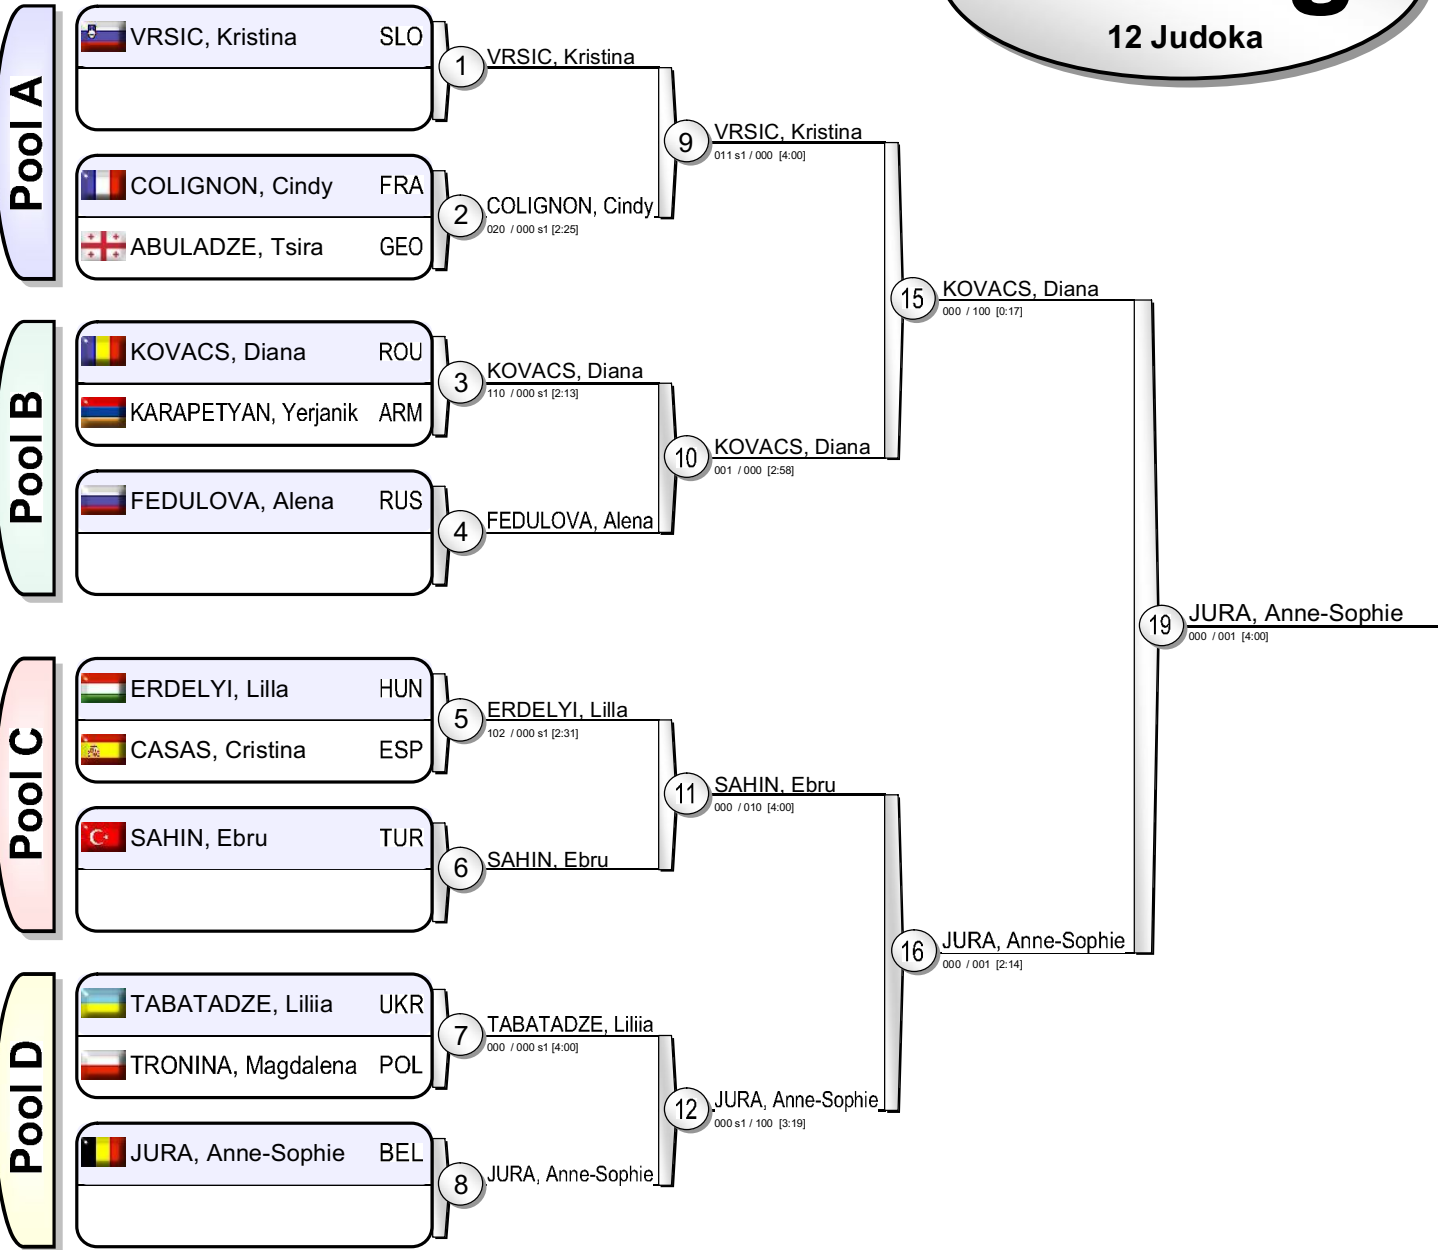 12 Judoka
Pool A
VRSIC, Kristina SLO
COLIGNON, Cindy FRA
ABULADZE, Tsira GEO
Pool B
KOVACS, Diana ROU
KARAPETYAN, Yerjanik ARM
FEDULOVA, Alena RUS
Pool C
ERDELYI, Lilla HUN
CASAS, Cristina ESP
SAHIN, Ebru TUR
Pool D
TABATADZE, Liliia UKR
TRONINA, Magdalena POL
JURA, Anne-Sophie BEL
1 VRSIC, Kristina
2 COLIGNON, Cindy
020 / 000 s1 [2:25]
3 KOVACS, Diana
110 / 000 s1 [2:13]
4 FEDULOVA, Alena
5 ERDELYI, Lilla
102 / 000 s1 [2:31]
6 SAHIN, Ebru
7 TABATADZE, Liliia
000 / 000 s1 [4:00]
8 JURA, Anne-Sophie
9 VRSIC, Kristina
011 s1 / 000 [4:00]
10 KOVACS, Diana
001 / 000 [2:58]
11 SAHIN, Ebru
000 / 010 [4:00]
12 JURA, Anne-Sophie
000 s1 / 100 [3:19]
15 KOVACS, Diana
000 / 100 [0:17]
16 JURA, Anne-Sophie
000 / 001 [2:14]
19 JURA, Anne-Sophie
000 / 001 [4:00]